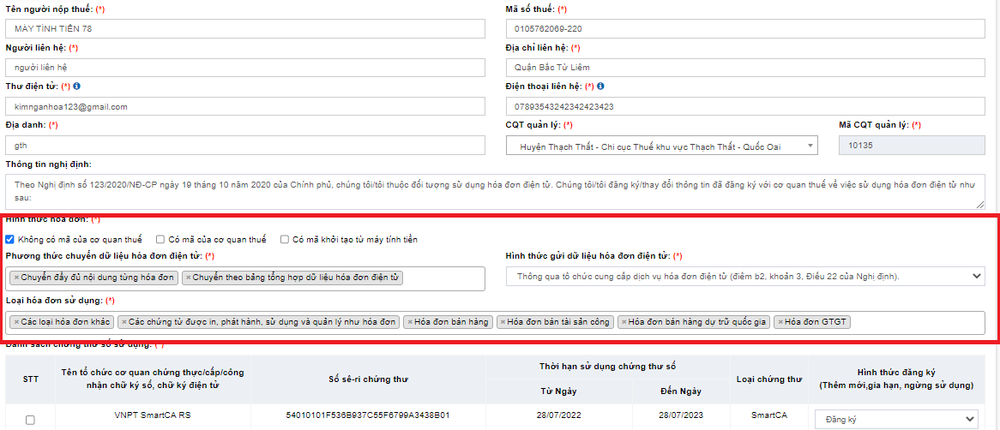 Tên người nộp thuế: (*)
Mã số thuế: (*)
MÁY TÍNH TIỀN 78
0105762069-220
Người liên hệ: (*)
Địa chỉ liên hệ: (*)
người liên hệ
Quận Bắc Từ Liêm
Thư điện tử: (*)
Điện thoại liên hệ: (*)
kimnganhoa123@gmail.com
07893543242342423423
Địa danh: (*)
CQT quản lý: (*)
Mã CQT quản lý: (*)
gth
Huyện Thạch Thất - Chi cục Thuế khu vực Thạch Thất - Quốc Oai
10135
Thông tin nghị định:
Theo Nghị định số 123/2020/NĐ-CP ngày 19 tháng 10 năm 2020 của Chính phủ, chúng tôi/tôi thuộc đối tượng sử dụng hóa đơn điện tử. Chúng tôi/tôi đăng ký/thay đổi thông tin đã đăng ký với cơ quan thuế về việc sử dụng hóa đơn điện tử như
sau:
Hình thức hóa đơn: (*)
Không có mã của cơ quan thuế
Có mã của cơ quan thuế
Có mã khởi tạo từ máy tính tiền
Phương thức chuyển dữ liệu hóa đơn điện tử: (*)
Hình thức gửi dữ liệu hóa đơn điện tử: (*)
×Chuyển đầy đủ nội dung từng hóa đơn
×Chuyển theo bảng tổng hợp dữ liệu hóa đơn điện tử
Thông qua tổ chức cung cấp dịch vụ hóa đơn điện tử (điểm b2, khoản 3, Điều 22 của Nghị định).
Loại hóa đơn sử dụng: (*)
×Các loại hóa đơn khác
×Các chứng từ được in, phát hành, sử dụng và quản lý như hóa đơn
×Hóa đơn bán hàng
×Hóa đơn bán tài sản công
×Hóa đơn bán hàng dự trữ quốc gia
×Hóa đơn GTGT
Danh sách chứng thư số sử dụng: (*)
STT
Tên tổ chức cơ quan chứng thực/cấp/công
nhận chữ ký số, chữ ký điện tử
Số sê-ri chứng thư
Thời hạn sử dụng chứng thư số
Từ Ngày
Đến Ngày
Loại chứng thư
Hình thức đăng ký
(Thêm mới,gia hạn, ngừng sử dụng)
VNPT SmartCA RS
54010101F536B937C55F6799A3438B01
28/07/2022
28/07/2023
SmartCA
Đăng ký